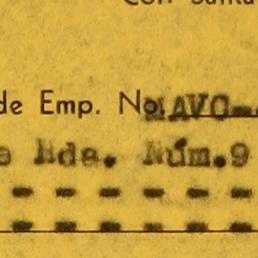 de Emp. No. AVO-
Hda. Núm.9